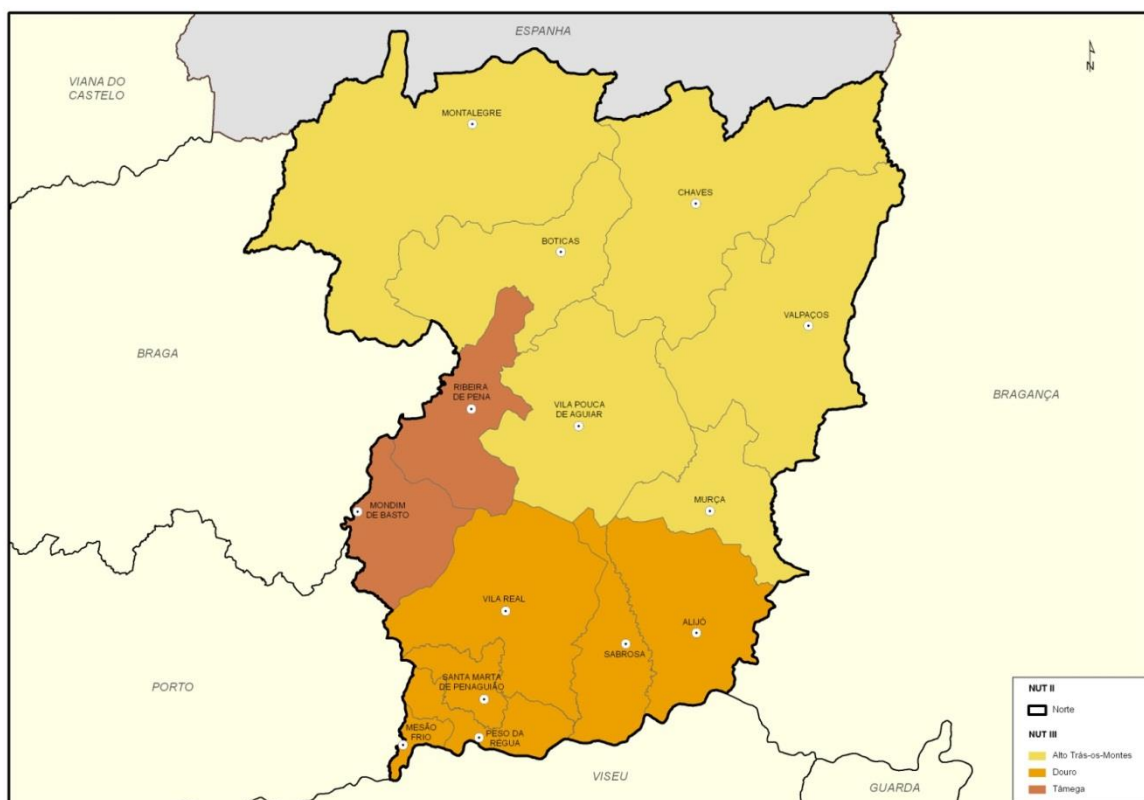 ESPANHA
VIANA DO
CASTELO
N
MONTALEGRE
CHAVES
BOTICAS
VALPAÇOS
BRAGA
RIBEIRA
DE PENA
VILA POUCA
DE AGUIAR
BRAGANÇA
MURÇA
MONDIM
DE BASTO
VILA REAL
ALIJÓ
SABROSA
SANTA MARTA
DE PENAGUIÃO
PORTO
MESÃO
FRIO
PESO DA
RÉGUA
VISEU
GUARDA
NUT II
Norte
NUT III
Alto Trás-os-Montes
Douro
Tâmega